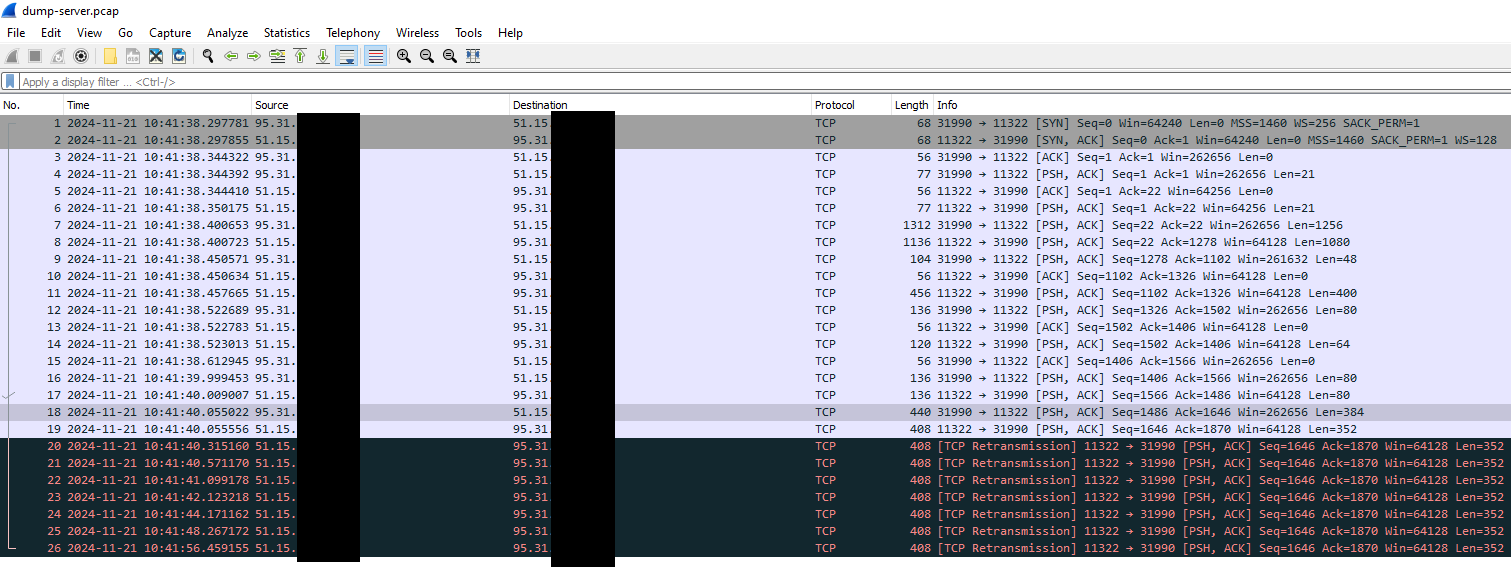 dump-server.pcap
File Edit View Go Capture Analyze Statistics Telephony Wireless Tools Help
Apply a display filter ... <Ctrl-/>
No. Time Source Destination Protocol Length Info
1 2024-11-21 10:41:38.297781 95.31. 51.15. TCP 68 31990 → 11322 [SYN] Seq=0 Win=64240 Len=0 MSS=1460 WS=256 SACK_PERM=1
2 2024-11-21 10:41:38.297855 51.15. 95.31. TCP 68 11322 → 31990 [SYN, ACK] Seq=0 Ack=1 Win=64240 Len=0 MSS=1460 SACK_PERM=1 WS=128
3 2024-11-21 10:41:38.344322 95.31. 51.15. TCP 56 31990 → 11322 [ACK] Seq=1 Ack=1 Win=262656 Len=0
4 2024-11-21 10:41:38.344392 95.31. 51.15. TCP 77 31990 → 11322 [PSH, ACK] Seq=1 Ack=1 Win=262656 Len=21
5 2024-11-21 10:41:38.344410 51.15. 95.31. TCP 56 11322 → 31990 [ACK] Seq=1 Ack=22 Win=64256 Len=0
6 2024-11-21 10:41:38.350175 51.15. 95.31. TCP 77 11322 → 31990 [PSH, ACK] Seq=1 Ack=22 Win=64256 Len=21
7 2024-11-21 10:41:38.400653 95.31. 51.15. TCP 1312 31990 → 11322 [PSH, ACK] Seq=22 Ack=22 Win=262656 Len=1256
8 2024-11-21 10:41:38.400723 51.15. 95.31. TCP 1136 11322 → 31990 [PSH, ACK] Seq=22 Ack=1278 Win=64128 Len=1080
9 2024-11-21 10:41:38.450571 95.31. 51.15. TCP 104 31990 → 11322 [PSH, ACK] Seq=1278 Ack=1102 Win=261632 Len=48
10 2024-11-21 10:41:38.450634 51.15. 95.31. TCP 56 11322 → 31990 [ACK] Seq=1102 Ack=1326 Win=64128 Len=0
11 2024-11-21 10:41:38.457665 51.15. 95.31. TCP 456 11322 → 31990 [PSH, ACK] Seq=1102 Ack=1326 Win=64128 Len=400
12 2024-11-21 10:41:38.522689 95.31. 51.15. TCP 136 31990 → 11322 [PSH, ACK] Seq=1326 Ack=1502 Win=262656 Len=80
13 2024-11-21 10:41:38.522783 51.15. 95.31. TCP 56 11322 → 31990 [ACK] Seq=1502 Ack=1406 Win=64128 Len=0
14 2024-11-21 10:41:38.523013 51.15. 95.31. TCP 120 11322 → 31990 [PSH, ACK] Seq=1502 Ack=1406 Win=64128 Len=64
15 2024-11-21 10:41:38.612945 95.31. 51.15. TCP 56 31990 → 11322 [ACK] Seq=1406 Ack=1566 Win=262656 Len=0
16 2024-11-21 10:41:39.999453 95.31. 51.15. TCP 136 31990 → 11322 [PSH, ACK] Seq=1406 Ack=1566 Win=262656 Len=80
17 2024-11-21 10:41:40.009007 51.15. 95.31. TCP 136 11322 → 31990 [PSH, ACK] Seq=1566 Ack=1486 Win=64128 Len=80
18 2024-11-21 10:41:40.055022 95.31. 51.15. TCP 440 31990 → 11322 [PSH, ACK] Seq=1486 Ack=1646 Win=262656 Len=384
19 2024-11-21 10:41:40.055556 51.15. 95.31. TCP 408 11322 → 31990 [PSH, ACK] Seq=1646 Ack=1870 Win=64128 Len=352
20 2024-11-21 10:41:40.315160 51.15. 95.31. TCP 408 [TCP Retransmission] 11322 → 31990 [PSH, ACK] Seq=1646 Ack=1870 Win=64128 Len=352
21 2024-11-21 10:41:40.571170 51.15. 95.31. TCP 408 [TCP Retransmission] 11322 → 31990 [PSH, ACK] Seq=1646 Ack=1870 Win=64128 Len=352
22 2024-11-21 10:41:41.099178 51.15. 95.31. TCP 408 [TCP Retransmission] 11322 → 31990 [PSH, ACK] Seq=1646 Ack=1870 Win=64128 Len=352
23 2024-11-21 10:41:42.123218 51.15. 95.31. TCP 408 [TCP Retransmission] 11322 → 31990 [PSH, ACK] Seq=1646 Ack=1870 Win=64128 Len=352
24 2024-11-21 10:41:44.171162 51.15. 95.31. TCP 408 [TCP Retransmission] 11322 → 31990 [PSH, ACK] Seq=1646 Ack=1870 Win=64128 Len=352
25 2024-11-21 10:41:48.267172 51.15. 95.31. TCP 408 [TCP Retransmission] 11322 → 31990 [PSH, ACK] Seq=1646 Ack=1870 Win=64128 Len=352
26 2024-11-21 10:41:56.459155 51.15. 95.31. TCP 408 [TCP Retransmission] 11322 → 31990 [PSH, ACK] Seq=1646 Ack=1870 Win=64128 Len=352